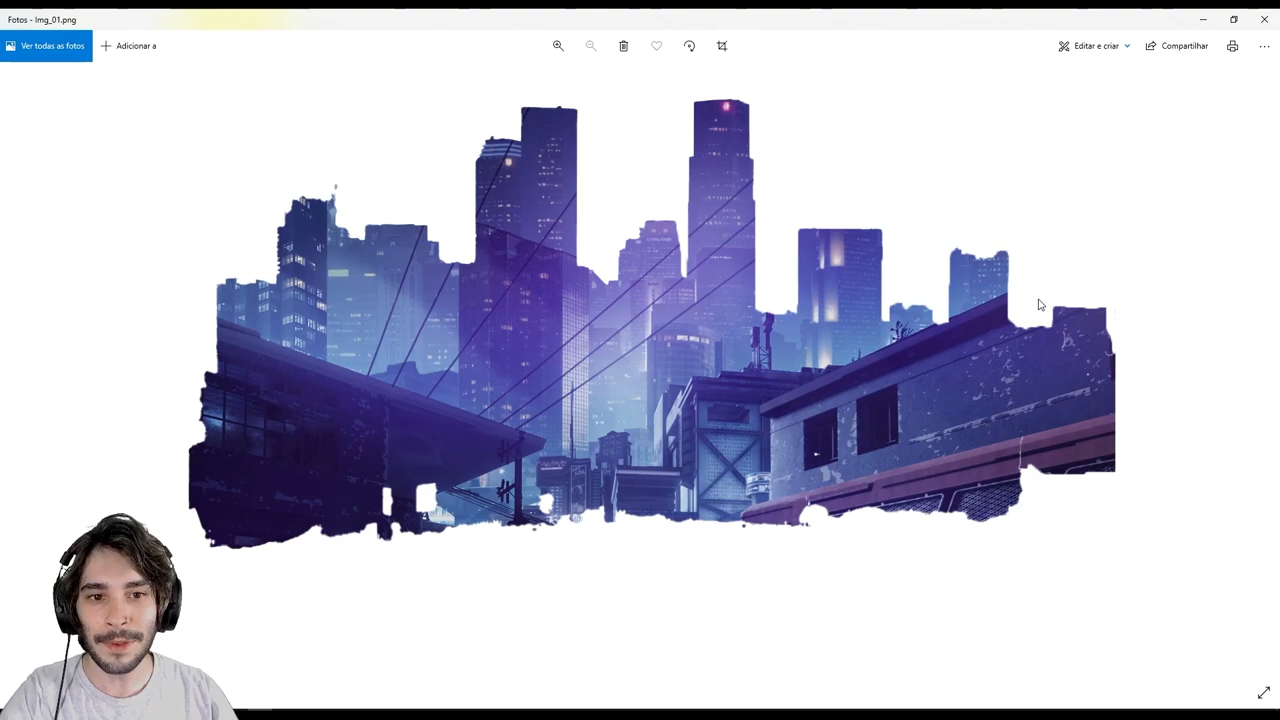 Fotos - Img_01.png
Ver todas as fotos
Adicionar a
Editar e criar
Compartilhar